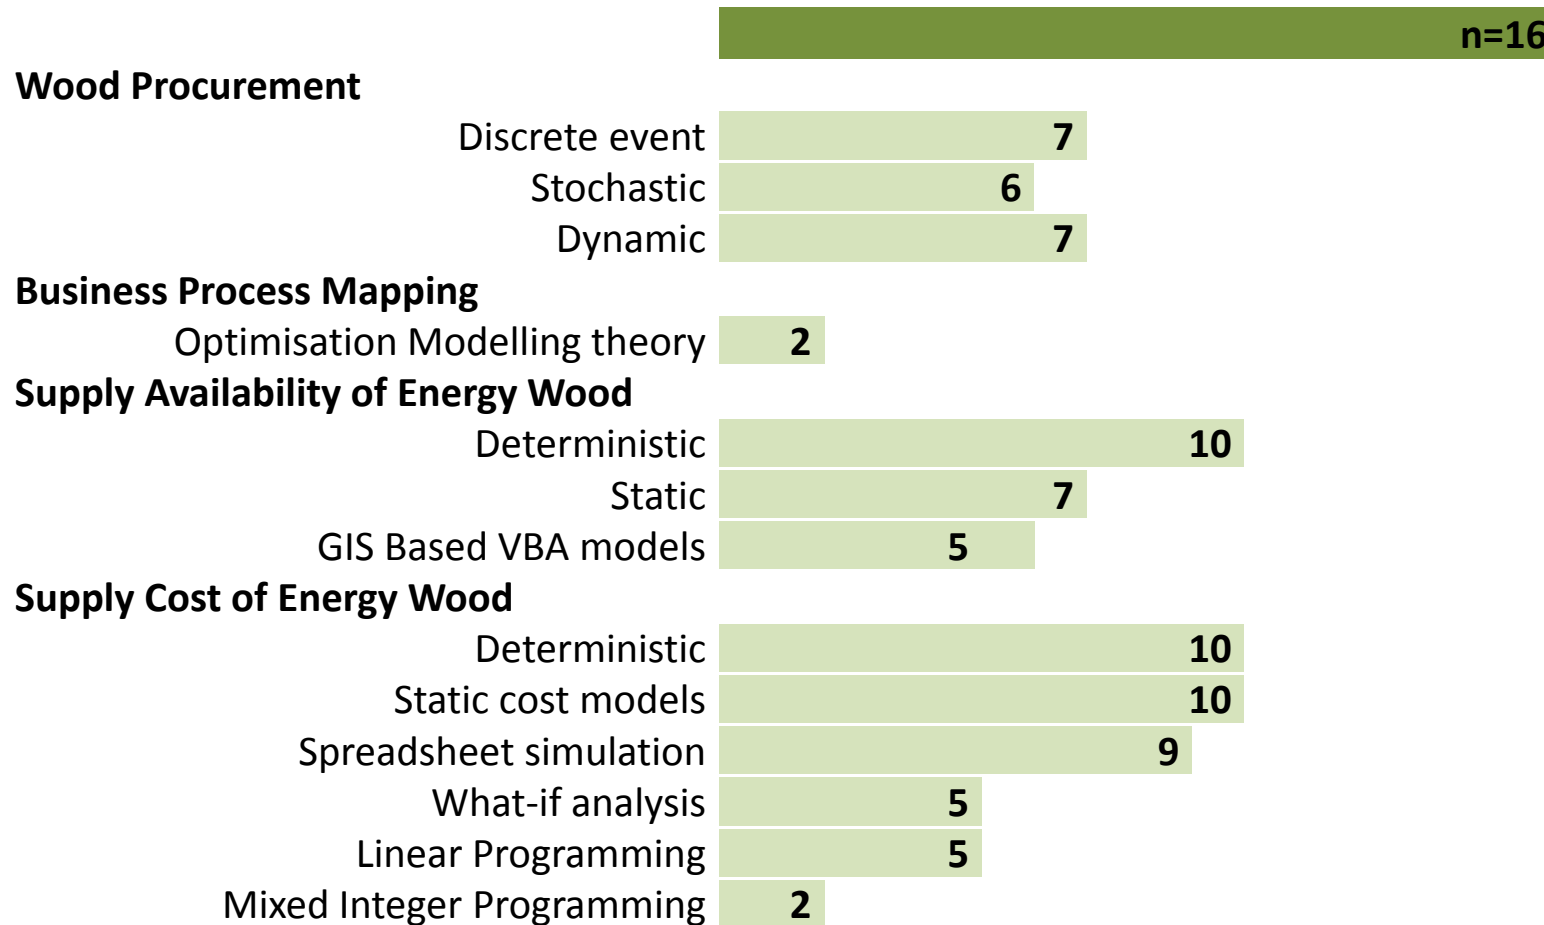 n=16
Wood Procurement
Discrete event 7
Stochastic 6
Dynamic 7
Business Process Mapping
Optimisation Modelling theory 2
Supply Availability of Energy Wood
Deterministic 10
Static 7
GIS Based VBA models 5
Supply Cost of Energy Wood
Deterministic 10
Static cost models 10
Spreadsheet simulation 9
What-if analysis 5
Linear Programming 5
Mixed Integer Programming 2